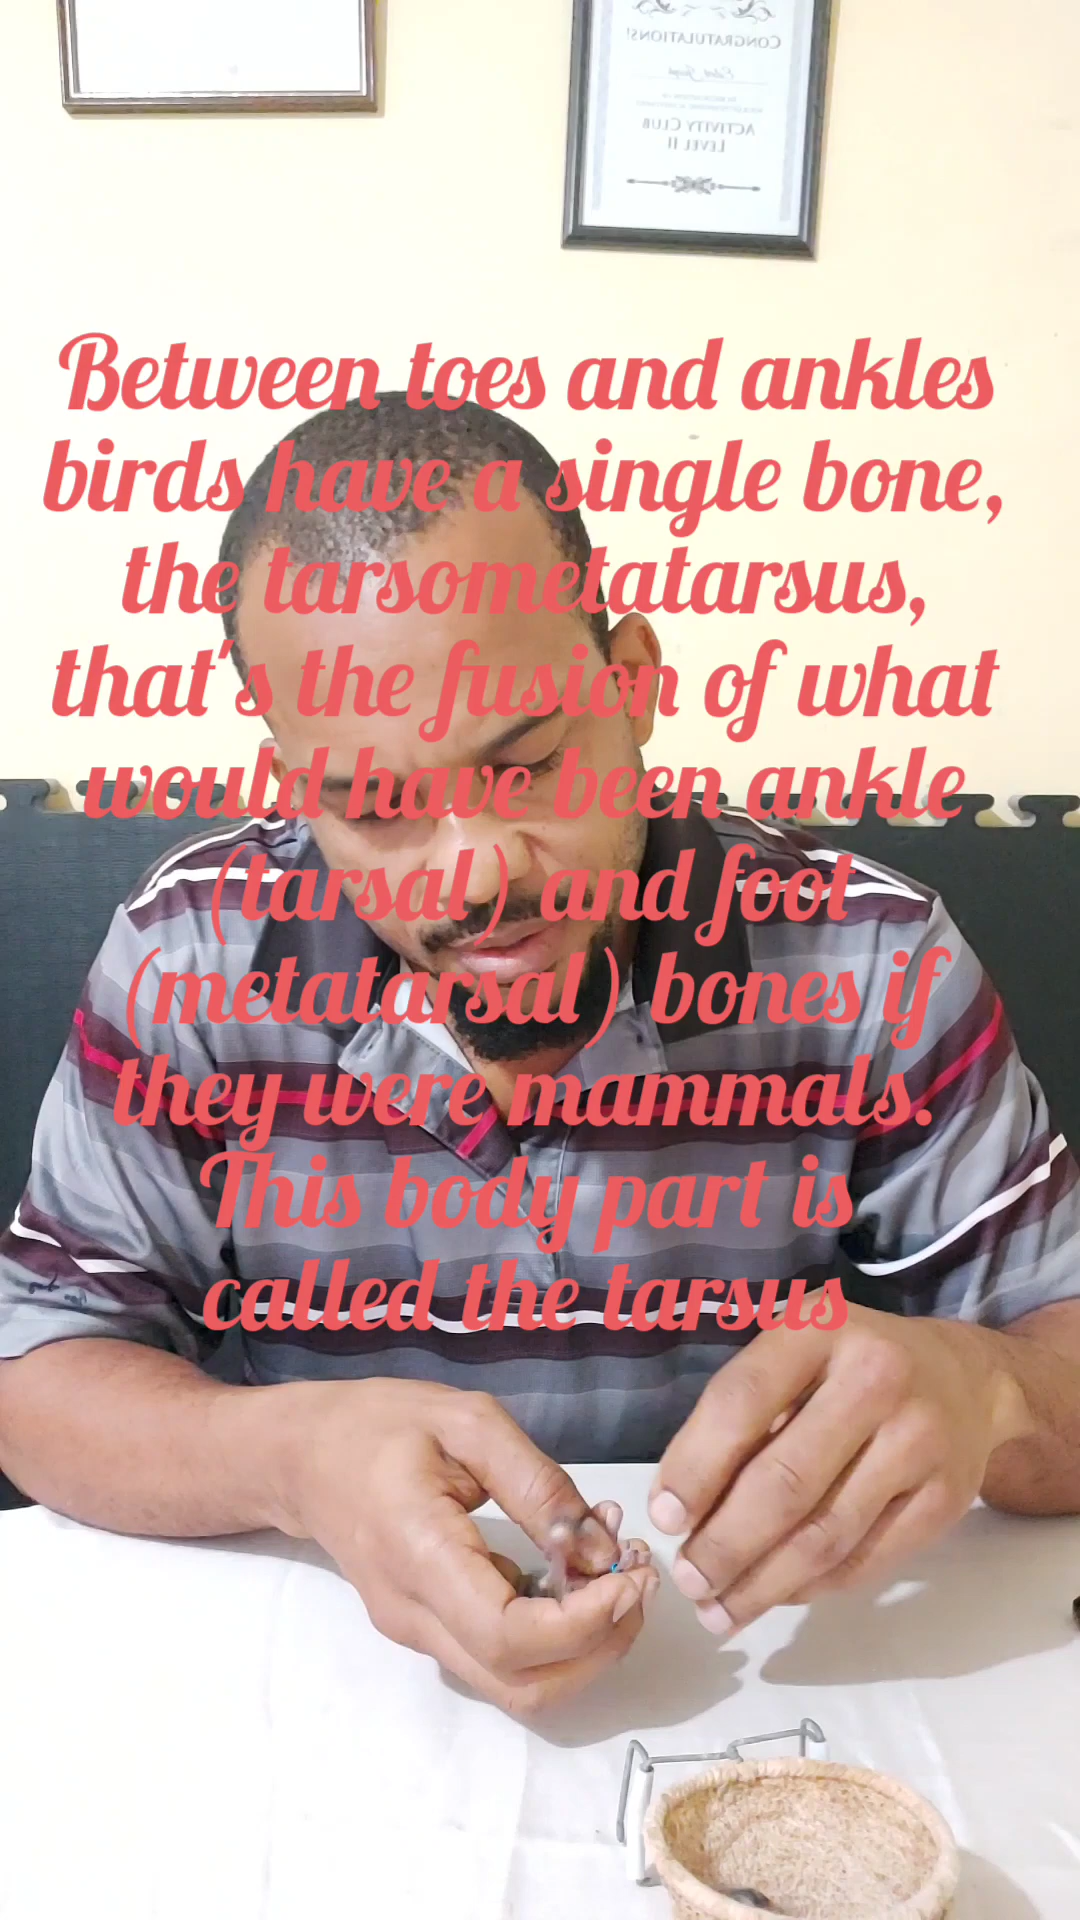 CONGRATULATIONS!
ACTIVITY CLUB
LEVEL II
Between toes and ankles
birds have a single bone,
the tarsometatarsus,
that's the fusion of what
would have been ankle
(tarsal) and foot
(metatarsal) bones if
they were mammals.
This body part is
called the tarsus